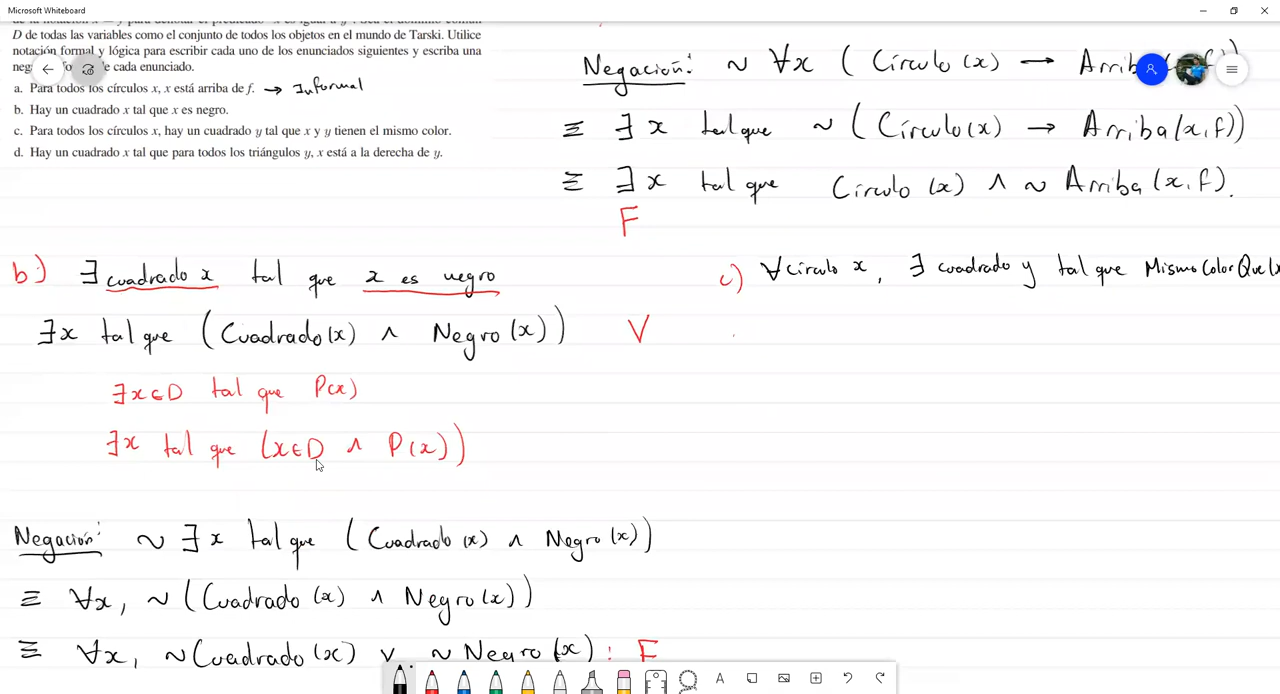 Microsoft Whiteboard
D de todas las variables como el conjunto de todos los objetos en el mundo de Tarski. Utilice
notación formal y lógica para escribir cada uno de los enunciados siguientes y escriba una
cada enunciado.
a. Para todos los círculos x, x está arriba de f. → Informal
b. Hay un cuadrado x tal que x es negro.
c. Para todos los círculos x, hay un cuadrado y tal que x y y tienen el mismo color.
d. Hay un cuadrado x tal que para todos los triángulos y, x está a la derecha de y.
Negación: ~ ∀x ( Círculo (x) → Arrib
≡ ∃ x tal que ~ ( Círculo(x) → Arriba(x, f))
≡ ∃ x tal que Círculo (x) ∧ ~ Arriba (x, f).
F
b) ∃ cuadrado x tal que x es negro
∃x tal que (Cuadrado(x) ∧ Negro(x)) V
∃x∈D tal que P(x)
∃x tal que (x∈D ∧ P(x))
Negación: ~ ∃ x tal que (Cuadrado(x) ∧ Negro(x))
≡ ∀x, ~ (Cuadrado (x) ∧ Negro(x))
≡ ∀x, ~Cuadrado (x) ∨ ~ Negro (x) : F
c) ∀ círculo x, ∃ cuadrado y tal que MismoColorQue(x
A